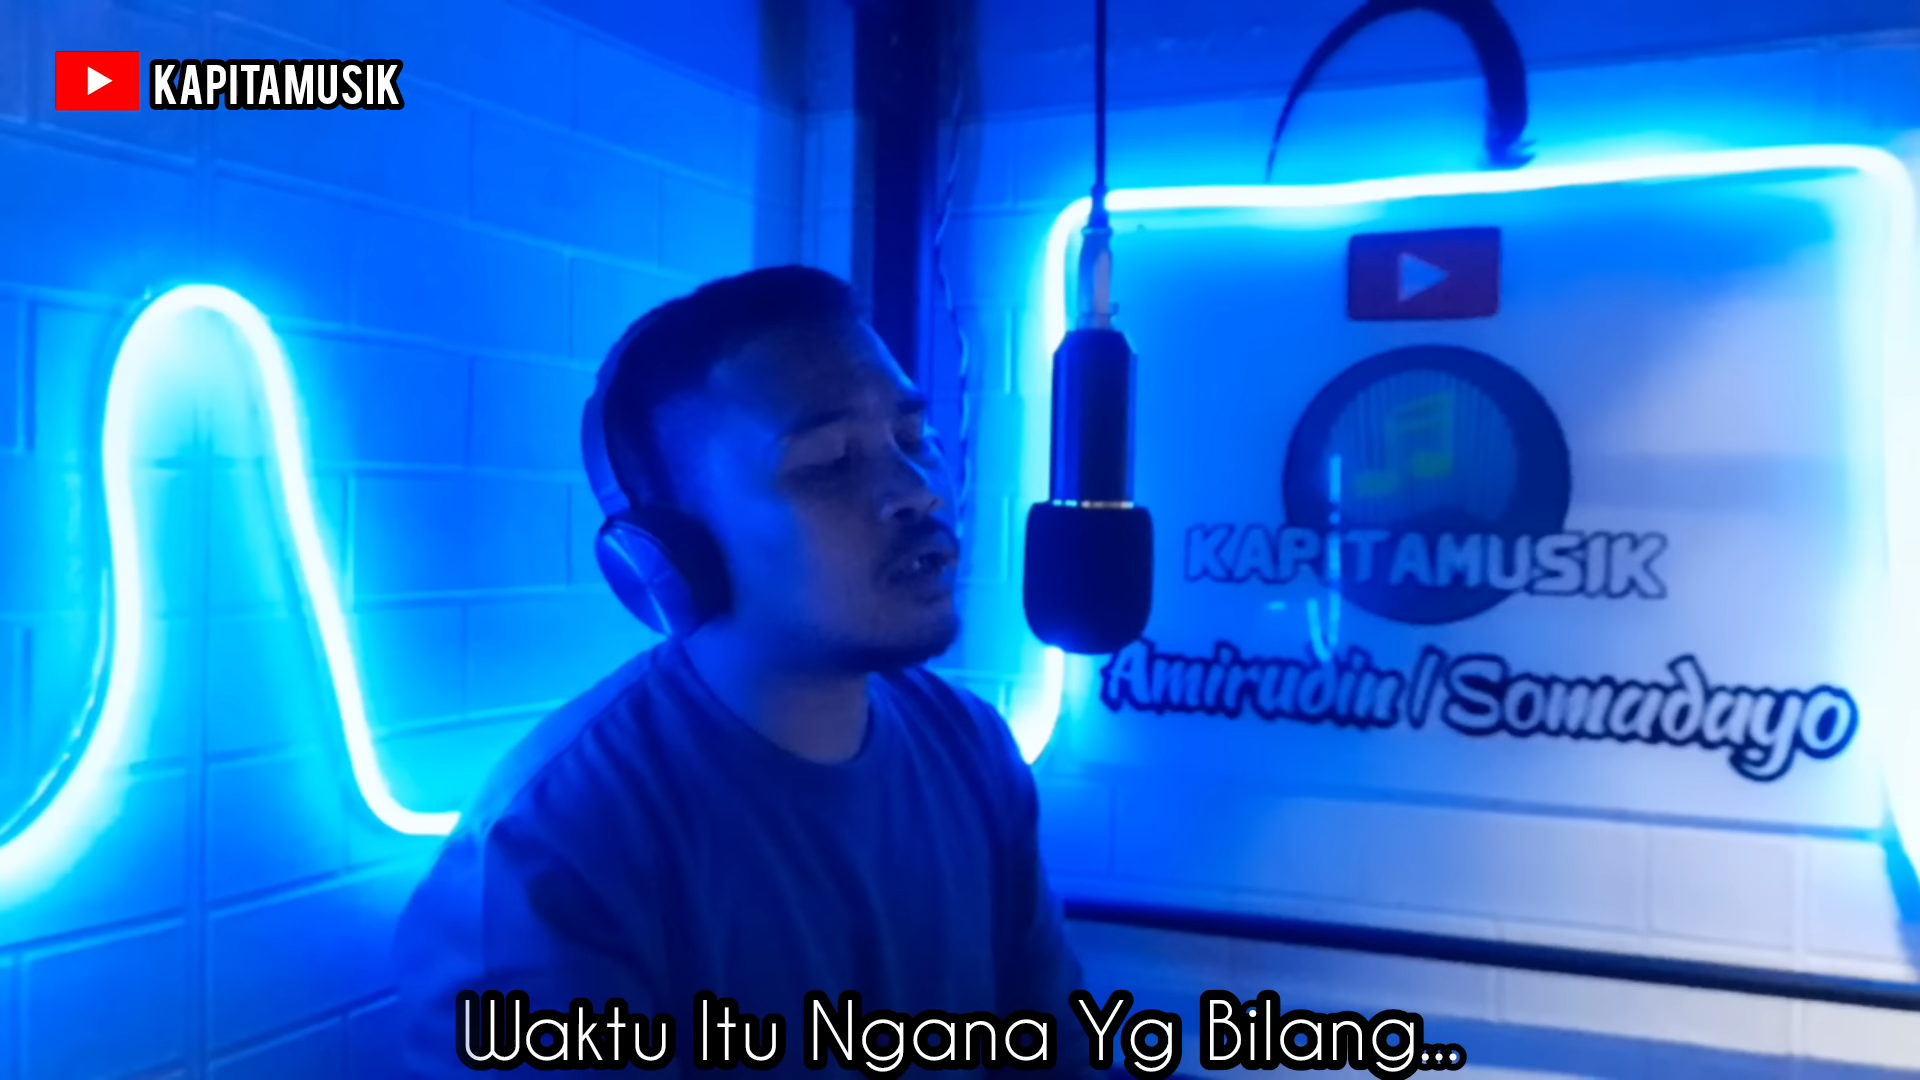 KAPITAMUSIK
KAPITAMUSIK
Amirudin / Somadayo
Waktu Itu Ngana Yg Bilang...